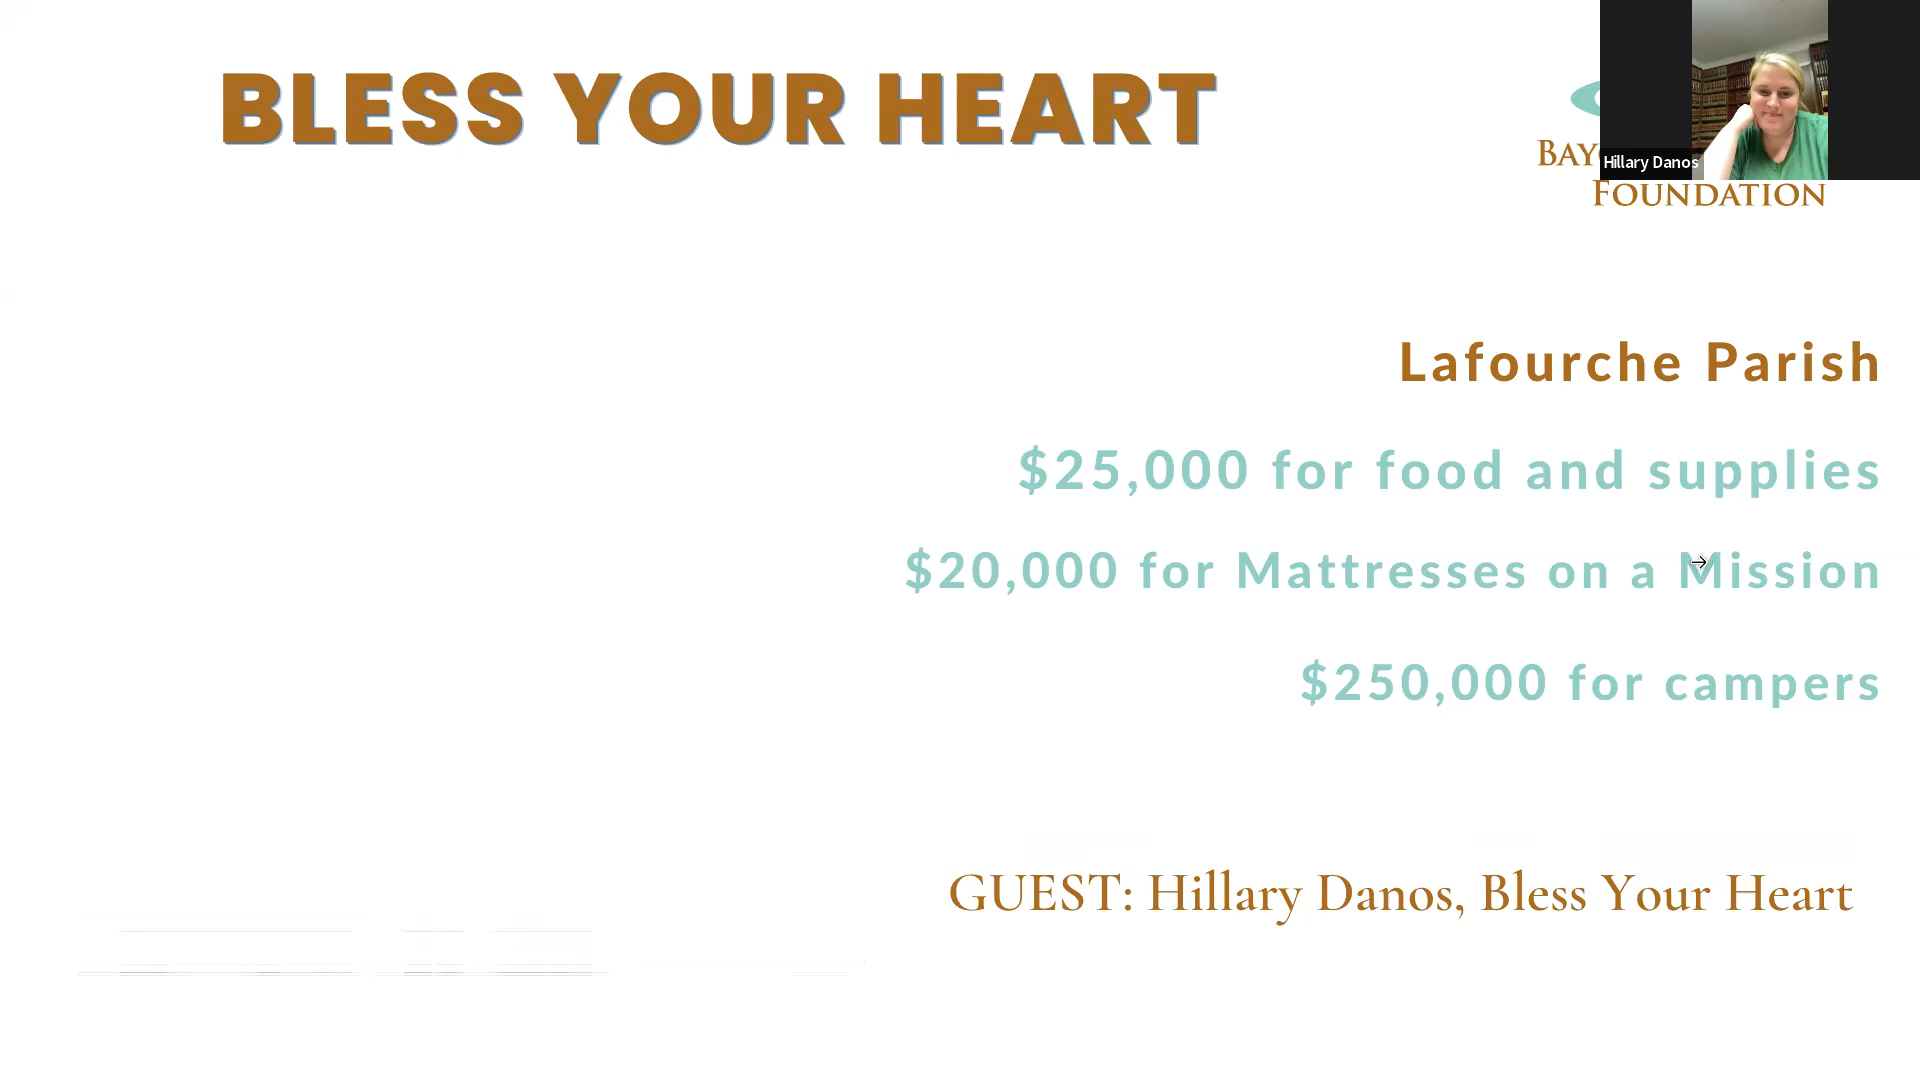 BLESS YOUR HEART
Hillary Danos
FOUNDATION
Lafourche Parish
$25,000 for food and supplies
$20,000 for Mattresses on a Mission
$250,000 for campers
GUEST: Hillary Danos, Bless Your Heart